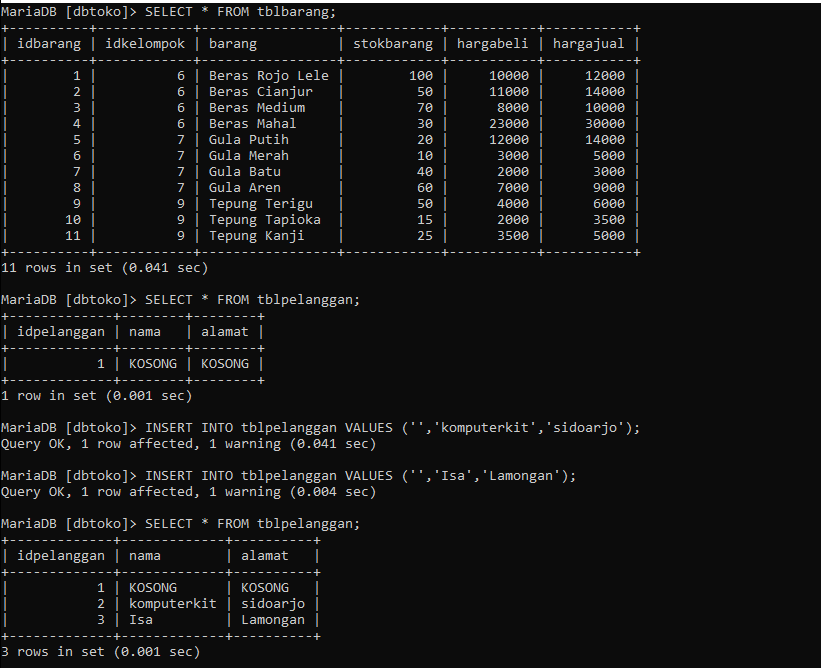 MariaDB [dbtoko]> SELECT * FROM tblbarang;
+----------+------------+-----------------+------------+-----------+-----------+
| idbarang | idkelompok | barang          | stokbarang | hargabeli | hargajual |
+----------+------------+-----------------+------------+-----------+-----------+
|        1 |          6 | Beras Rojo Lele |        100 |     10000 |     12000 |
|        2 |          6 | Beras Cianjur   |         50 |     11000 |     14000 |
|        3 |          6 | Beras Medium    |         70 |      8000 |     10000 |
|        4 |          6 | Beras Mahal     |         30 |     23000 |     30000 |
|        5 |          7 | Gula Putih      |         20 |     12000 |     14000 |
|        6 |          7 | Gula Merah      |         10 |      3000 |      5000 |
|        7 |          7 | Gula Batu       |         40 |      2000 |      3000 |
|        8 |          7 | Gula Aren       |         60 |      7000 |      9000 |
|        9 |          9 | Tepung Terigu   |         50 |      4000 |      6000 |
|       10 |          9 | Tepung Tapioka  |         15 |      2000 |      3500 |
|       11 |          9 | Tepung Kanji    |         25 |      3500 |      5000 |
+----------+------------+-----------------+------------+-----------+-----------+
11 rows in set (0.041 sec)

MariaDB [dbtoko]> SELECT * FROM tblpelanggan;
+-------------+--------+--------+
| idpelanggan | nama   | alamat |
+-------------+--------+--------+
|           1 | KOSONG | KOSONG |
+-------------+--------+--------+
1 row in set (0.001 sec)

MariaDB [dbtoko]> INSERT INTO tblpelanggan VALUES ('','komputerkit','sidoarjo');
Query OK, 1 row affected, 1 warning (0.041 sec)

MariaDB [dbtoko]> INSERT INTO tblpelanggan VALUES ('','Isa','Lamongan');
Query OK, 1 row affected, 1 warning (0.004 sec)

MariaDB [dbtoko]> SELECT * FROM tblpelanggan;
+-------------+-------------+----------+
| idpelanggan | nama        | alamat   |
+-------------+-------------+----------+
|           1 | KOSONG      | KOSONG   |
|           2 | komputerkit | sidoarjo |
|           3 | Isa         | Lamongan |
+-------------+-------------+----------+
3 rows in set (0.001 sec)